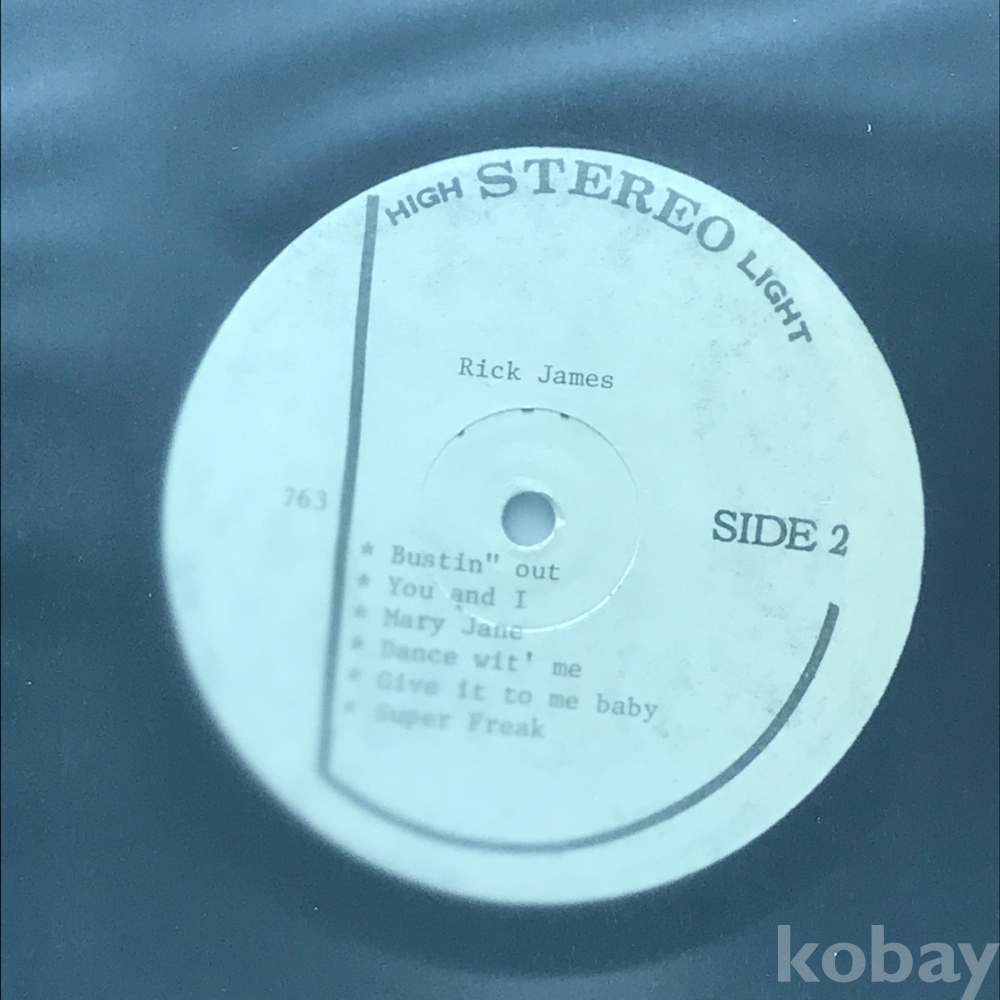 HIGH STEREO LIGHT
Rick James
763
SIDE 2
* Bustin" out
* You and I
* Mary Jane
* Dance wit' me
* Give it to me baby
* Super Freak
kobay